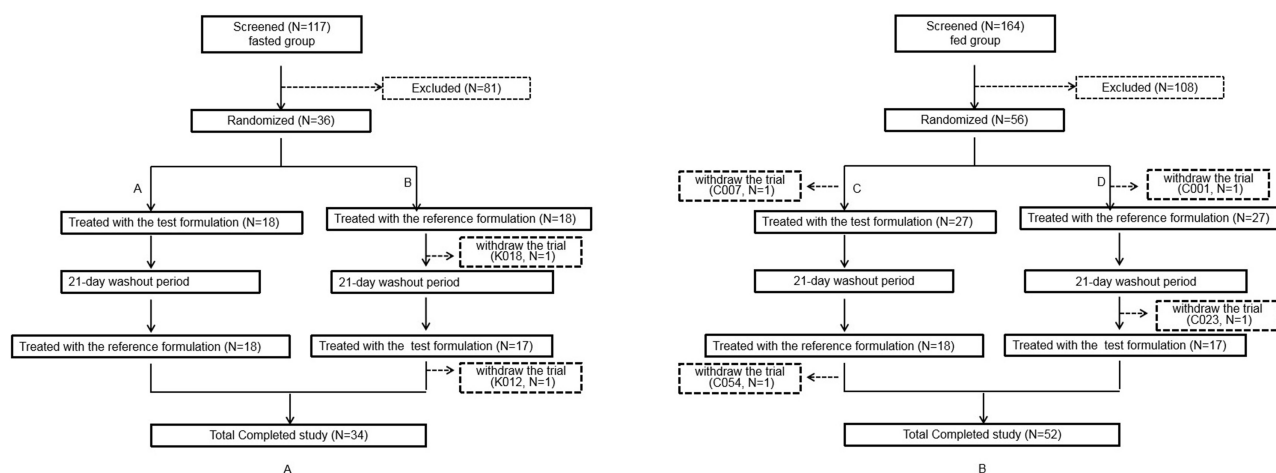 Screened (N=117)
fasted group
Excluded (N=81)
Randomized (N=36)
A
B
Treated with the test formulation (N=18)
Treated with the reference formulation (N=18)
withdraw the trial
(K018, N=1)
21-day washout period
21-day washout period
Treated with the reference formulation (N=18)
Treated with the test formulation (N=17)
withdraw the trial
(K012, N=1)
Total Completed study (N=34)
A
Screened (N=164)
fed group
Excluded (N=108)
Randomized (N=56)
withdraw the trial
(C007, N=1)
C
D
withdraw the trial
(C001, N=1)
Treated with the test formulation (N=27)
Treated with the reference formulation (N=27)
21-day washout period
21-day washout period
withdraw the trial
(C023, N=1)
Treated with the reference formulation (N=18)
Treated with the test formulation (N=17)
withdraw the trial
(C054, N=1)
Total Completed study (N=52)
B